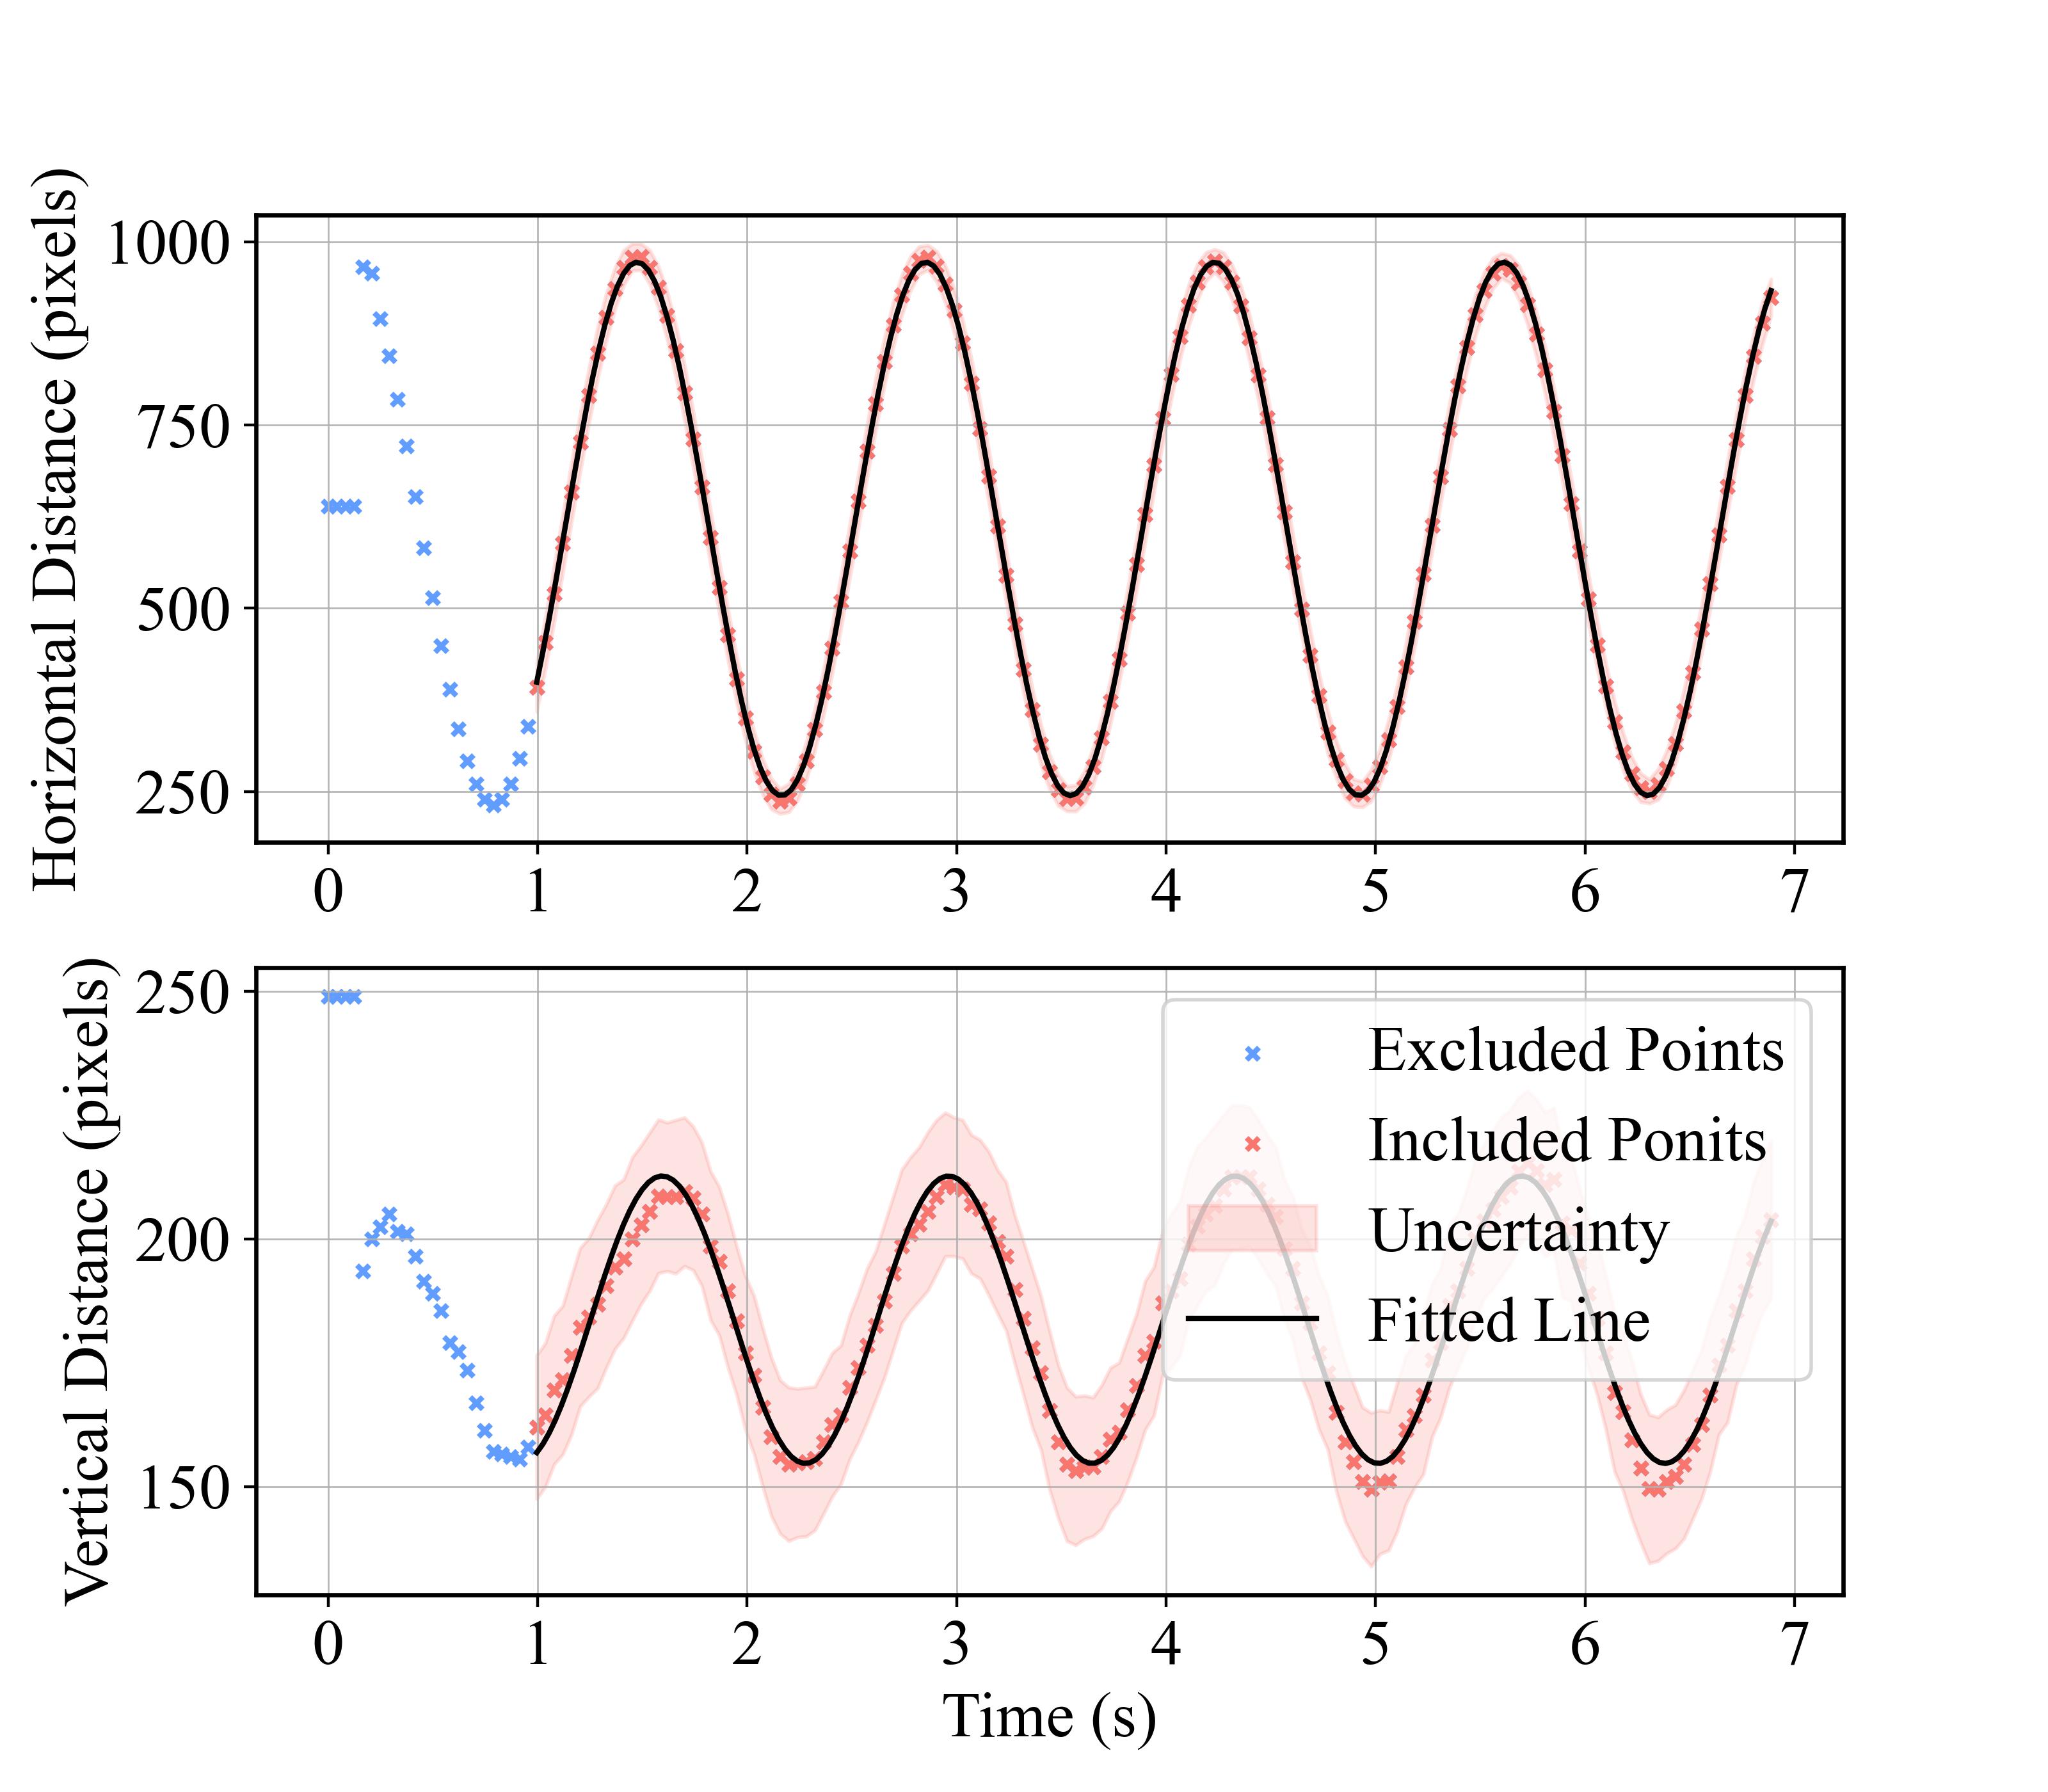 Horizontal Distance (pixels)
1000
750
500
250
0 1 2 3 4 5 6 7
Vertical Distance (pixels)
250
200
150
Excluded Points
Included Ponits
Uncertainty
Fitted Line
0 1 2 3 4 5 6 7
Time (s)